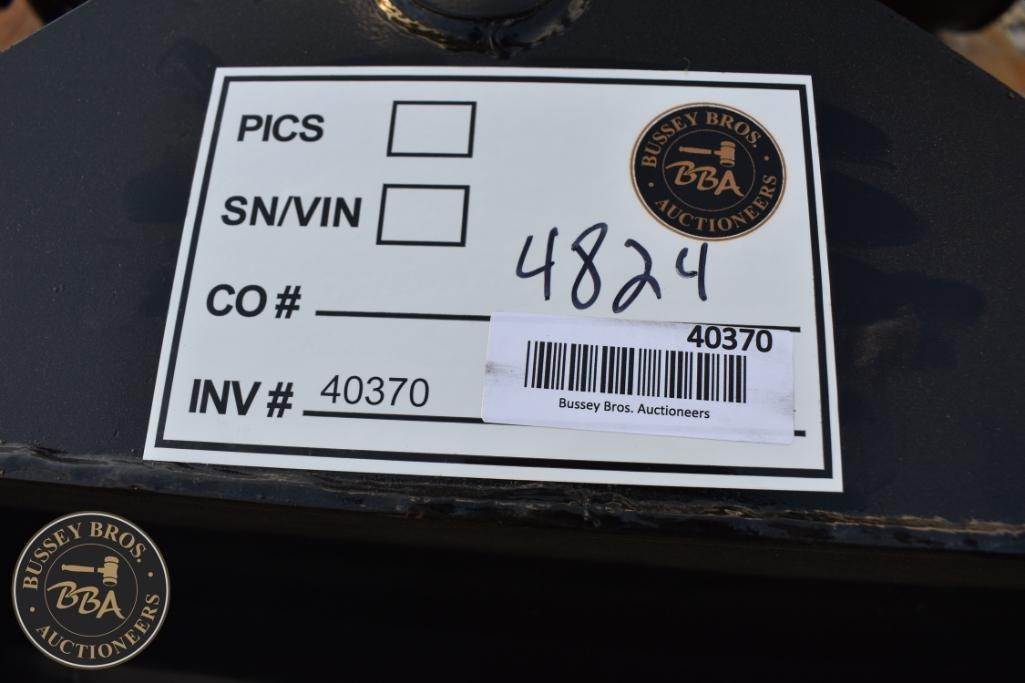 PICS
BUSSEY BROS.
BBA
AUCTIONEERS
SN/VIN
4824
CO #
40370
INV # 40370
Bussey Bros. Auctioneers
BUSSEY BROS.
BBA
AUCTIONEERS